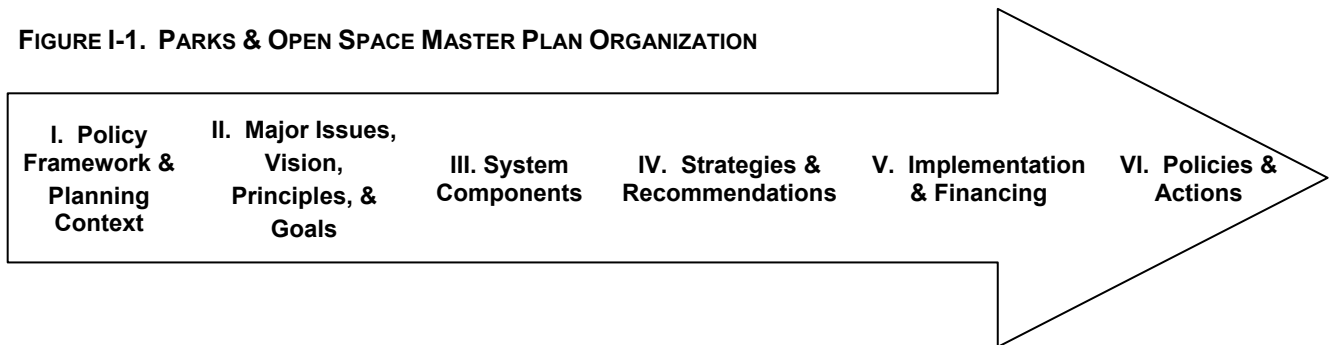 FIGURE I-1. PARKS & OPEN SPACE MASTER PLAN ORGANIZATION
I. Policy
Framework &
Planning
Context
II. Major Issues,
Vision,
Principles, &
Goals
III. System
Components
IV. Strategies &
Recommendations
V. Implementation
& Financing
VI. Policies &
Actions